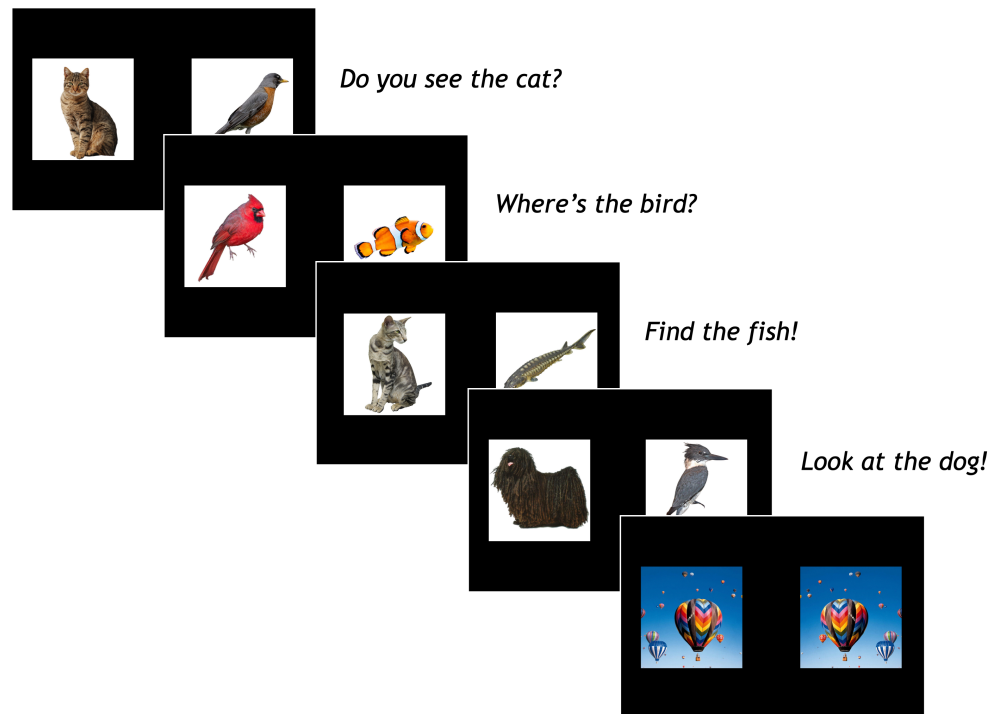 Do you see the cat?
Where’s the bird?
Find the fish!
Look at the dog!